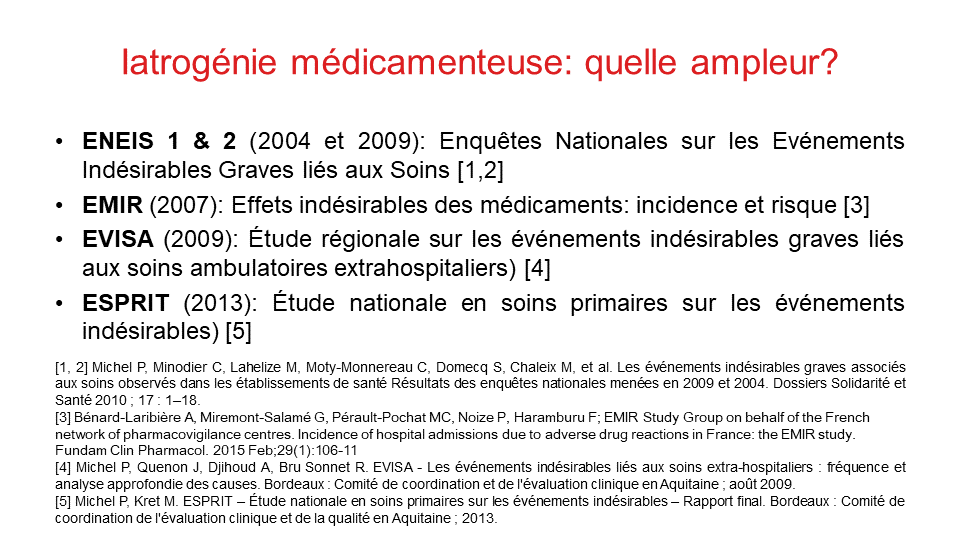 Iatrogénie médicamenteuse: quelle ampleur?
• ENEIS 1 & 2 (2004 et 2009): Enquêtes Nationales sur les Evénements
Indésirables Graves liés aux Soins [1,2]
• EMIR (2007): Effets indésirables des médicaments: incidence et risque [3]
• EVISA (2009): Étude régionale sur les événements indésirables graves liés
aux soins ambulatoires extrahospitaliers) [4]
• ESPRIT (2013): Étude nationale en soins primaires sur les événements
indésirables) [5]
[1, 2] Michel P, Minodier C, Lahelize M, Moty-Monnereau C, Domecq S, Chaleix M, et al. Les événements indésirables graves associés
aux soins observés dans les établissements de santé Résultats des enquêtes nationales menées en 2009 et 2004. Dossiers Solidarité et
Santé 2010 ; 17 : 1–18.
[3] Bénard-Laribière A, Miremont-Salamé G, Pérault-Pochat MC, Noize P, Haramburu F; EMIR Study Group on behalf of the French
network of pharmacovigilance centres. Incidence of hospital admissions due to adverse drug reactions in France: the EMIR study.
Fundam Clin Pharmacol. 2015 Feb;29(1):106-11
[4] Michel P, Quenon J, Djihoud A, Bru Sonnet R. EVISA - Les événements indésirables liés aux soins extra-hospitaliers : fréquence et
analyse approfondie des causes. Bordeaux : Comité de coordination et de l'évaluation clinique en Aquitaine ; août 2009.
[5] Michel P, Kret M. ESPRIT – Étude nationale en soins primaires sur les événements indésirables – Rapport final. Bordeaux : Comité de
coordination de l'évaluation clinique et de la qualité en Aquitaine ; 2013.